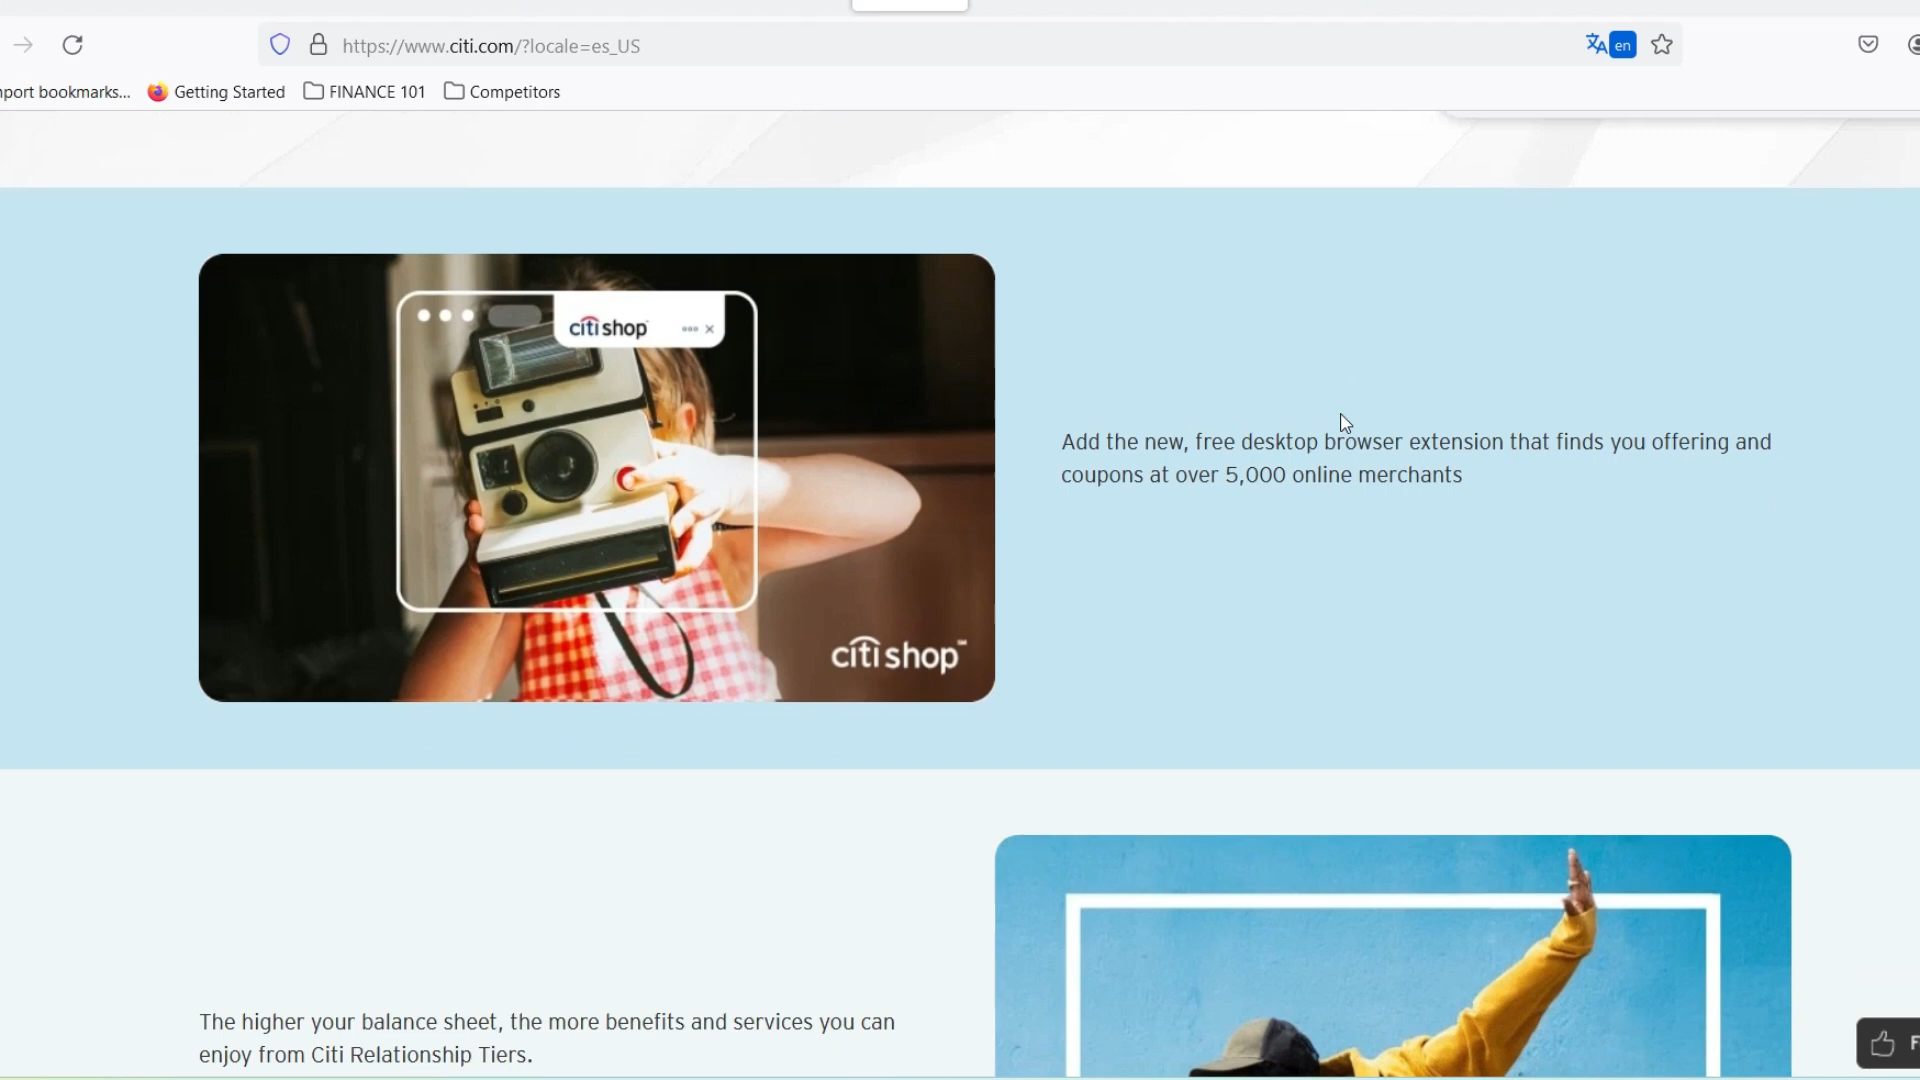 https://www.citi.com/?locale=es_US
en
port bookmarks...
Getting Started
FINANCE 101
Competitors
citi shop
Add the new, free desktop browser extension that finds you offering and
coupons at over 5,000 online merchants
citi shop™
The higher your balance sheet, the more benefits and services you can
enjoy from Citi Relationship Tiers.